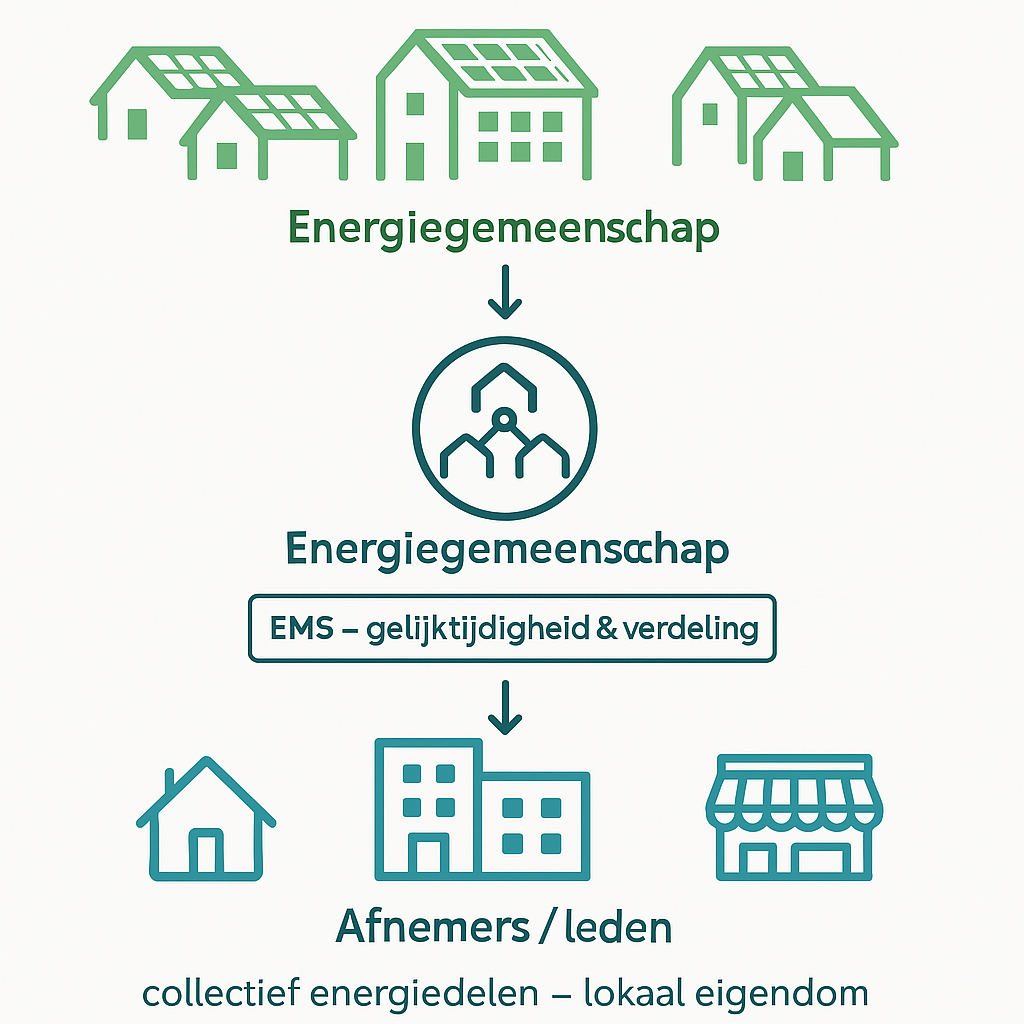 Energiegemeenschap
Energiegemeenscchap
EMS – gelijktijdigheid & verdeling
Afnemers / leden
collectief energiedelen – lokaal eigendom